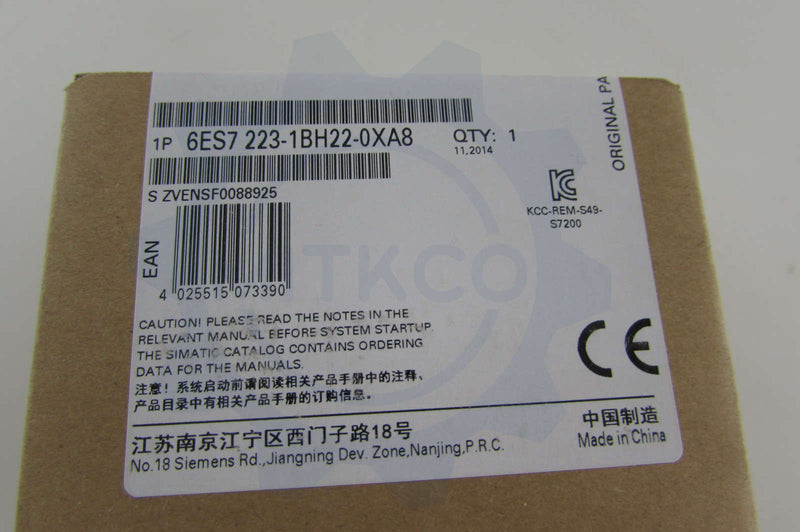 1P 6ES7 223-1BH22-0XA8
QTY: 1
11,2014
S ZVENSF0088925
ORIGINAL PA
KCC-REM-S49-
S7200
EAN
4 025515 073390
TKCO
CAUTION! PLEASE READ THE NOTES IN THE
RELEVANT MANUAL BEFORE SYSTEM STARTUP.
THE SIMATIC CATALOG CONTAINS ORDERING
DATA FOR THE MANUALS.
注意！系统启动前请阅读相关产品手册中的注释、
产品目录中有相关产品手册的订购信息。
CE
江苏南京江宁区西门子路18号
No.18 Siemens Rd.,Jiangning Dev. Zone,Nanjing,P.R.C.
中国制造
Made in China